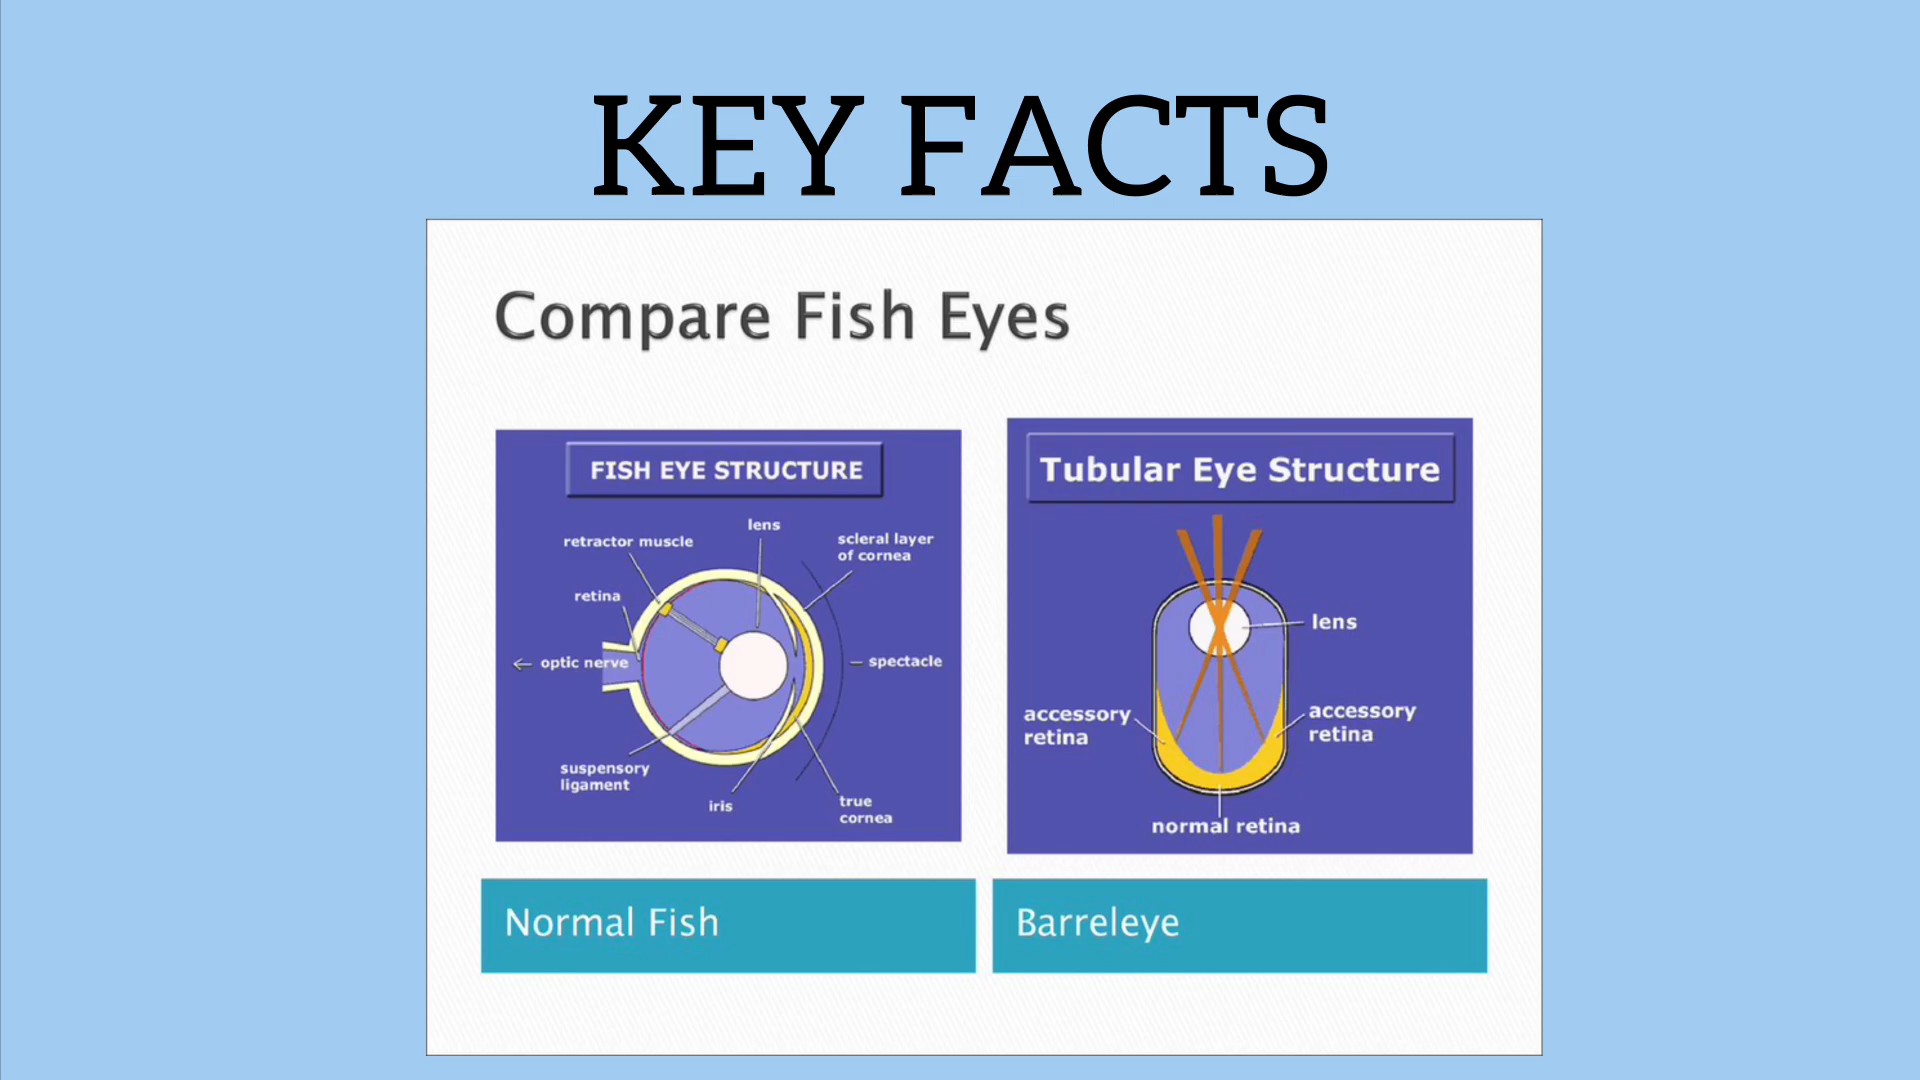 KEY FACTS
Compare Fish Eyes
FISH EYE STRUCTURE
lens
retractor muscle
scleral layer
of cornea
retina
← optic nerve
spectacle
suspensory
ligament
iris
true
cornea
Normal Fish
Tubular Eye Structure
lens
accessory
retina
accessory
retina
normal retina
Barreleye